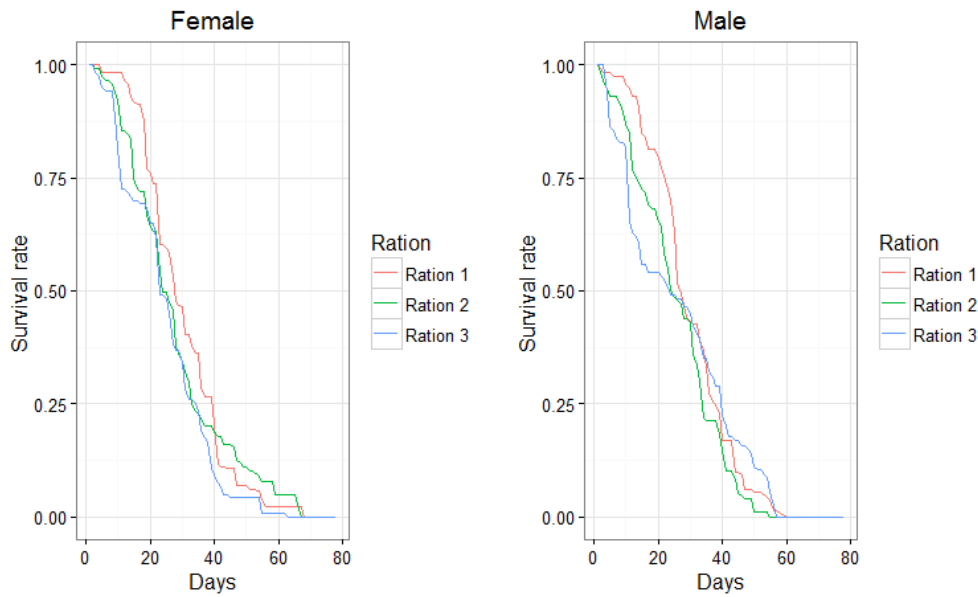 Female
Survival rate
1.00
0.75
0.50
0.25
0.00
0 20 40 60 80
Days
Ration
Ration 1
Ration 2
Ration 3
Male
Survival rate
1.00
0.75
0.50
0.25
0.00
0 20 40 60 80
Days
Ration
Ration 1
Ration 2
Ration 3